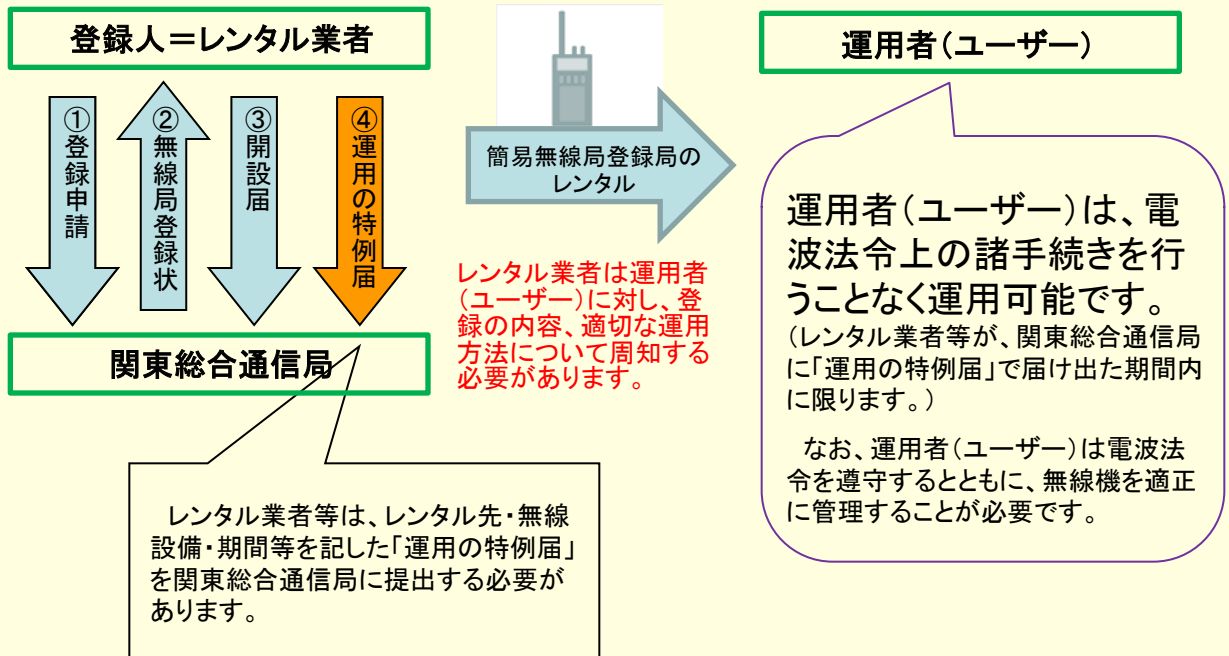 登録人＝レンタル業者
①登録申請
②無線局登録状
③開設届
④運用の特例届
関東総合通信局
簡易無線局登録局の
レンタル
レンタル業者は運用者
（ユーザー）に対し、登
録の内容、適切な運用
方法について周知する
必要があります。
運用者（ユーザー）
運用者（ユーザー）は、電
波法令上の諸手続きを行
うことなく運用可能です。
（レンタル業者等が、関東総合通信局
に「運用の特例届」で届け出た期間内
に限ります。）
なお、運用者（ユーザー）は電波法
令を遵守するとともに、無線機を適正
に管理することが必要です。
レンタル業者等は、レンタル先・無線
設備・期間等を記した「運用の特例届」
を関東総合通信局に提出する必要が
あります。